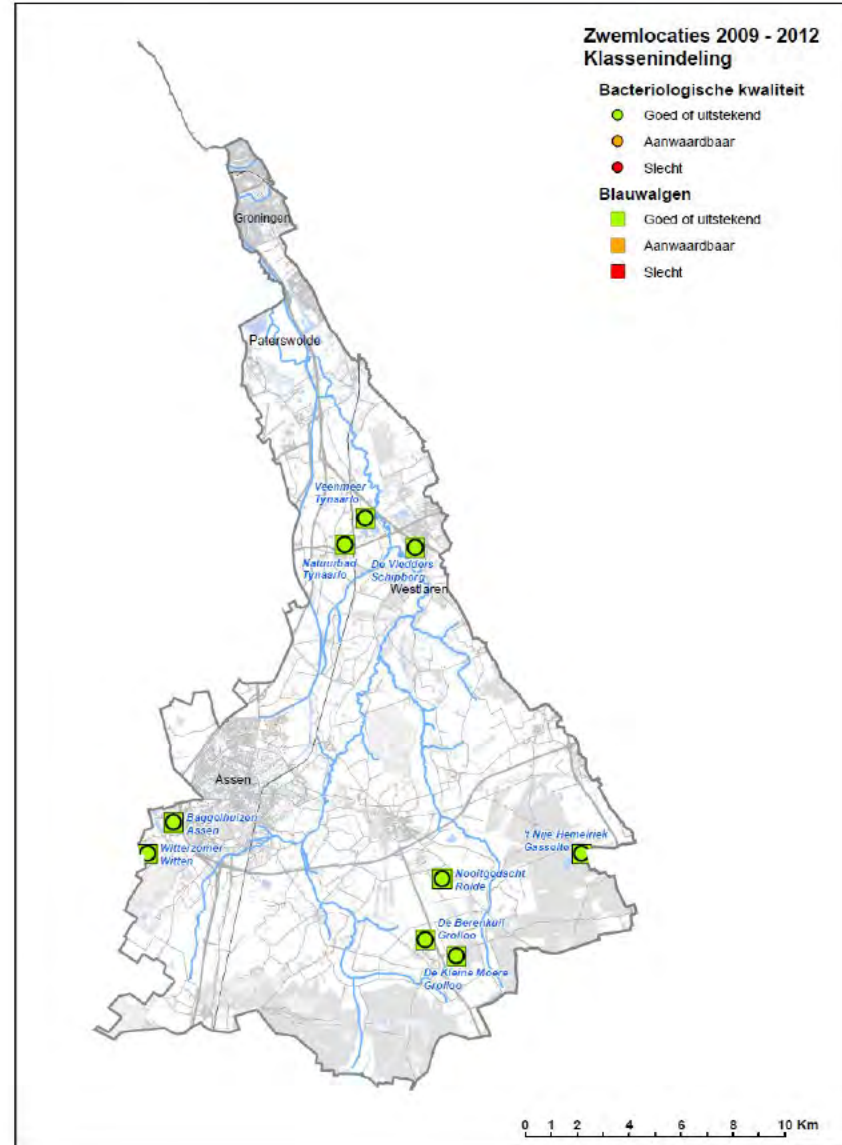 Zwemlocaties 2009 - 2012
Klassenindeling
Bacteriologische kwaliteit
Goed of uitstekend
Aanwaardbaar
Slecht
Blauwalgen
Goed of uitstekend
Aanwaardbaar
Slecht
Groningen
Paterswolde
Veenmeer
Tynaarlo
Natuurbad
Tynaarlo
De Vledders
Schipborg
Westlaren
Assen
Baggelhuizen
Assen
Witterzomer
Witten
't Nije Hemelriek
Gasselte
Nooitgedacht
Rolde
De Berenkuil
Grolloo
De Kleine Moere
Grolloo
0 1 2 4 6 8 10 Km